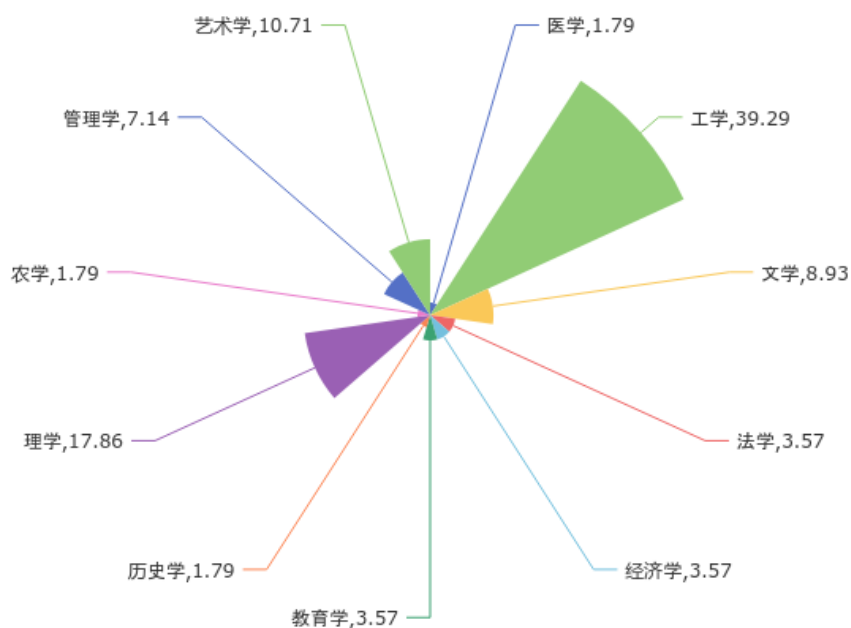 艺术学,10.71
医学,1.79
管理学,7.14
工学,39.29
农学,1.79
文学,8.93
理学,17.86
法学,3.57
历史学,1.79
经济学,3.57
教育学,3.57